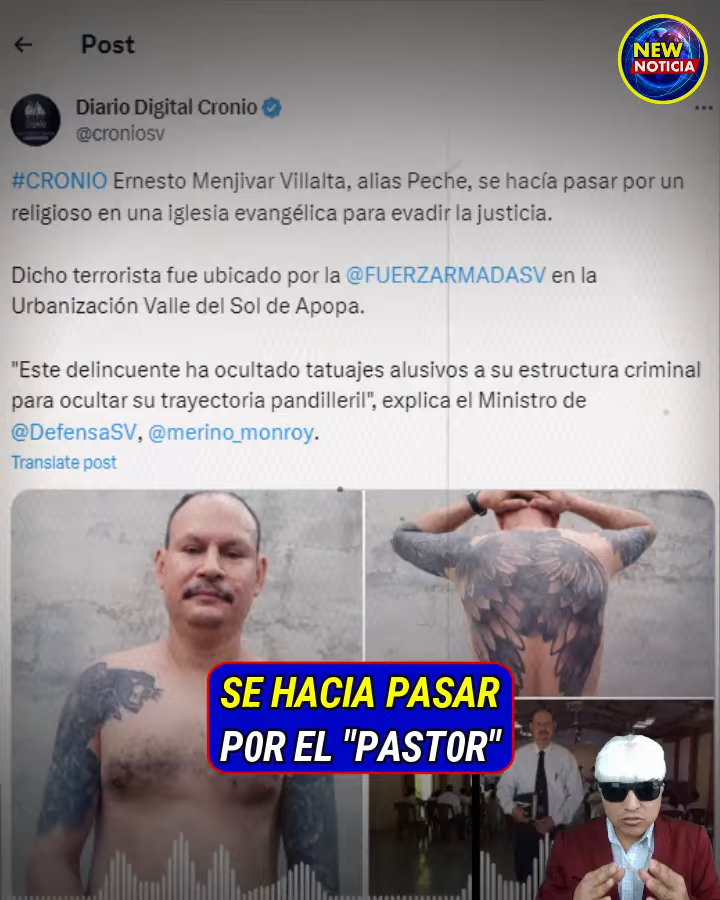 Post
NEW
NOTICIA
Diario Digital Cronio
@croniosv
#CRONIO Ernesto Menjivar Villalta, alias Peche, se hacía pasar por un
religioso en una iglesia evangélica para evadir la justicia.
Dicho terrorista fue ubicado por la @FUERZARMADASV en la
Urbanización Valle del Sol de Apopa.
"Este delincuente ha ocultado tatuajes alusivos a su estructura criminal
para ocultar su trayectoria pandilleril", explica el Ministro de
@DefensaSV, @merino_monroy.
Translate post
SE HACIA PASAR
POR EL "PASTOR"